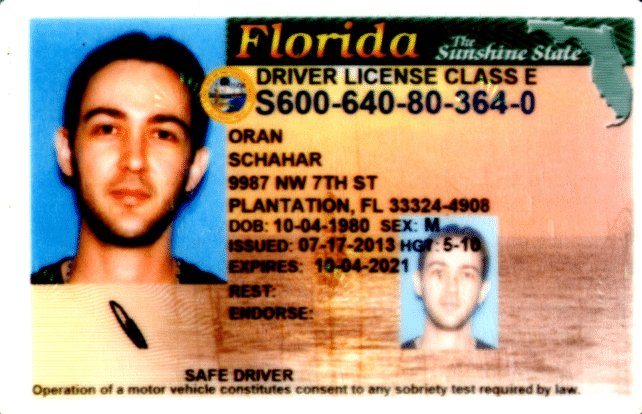 Florida The Sunshine State
DRIVER LICENSE CLASS E
S600-640-80-364-0
ORAN
SCHAHAR
9987 NW 7TH ST
PLANTATION, FL 33324-4908
DOB: 10-04-1980 SEX: M
ISSUED: 07-17-2013 HGT: 5-10
EXPIRES: 10-04-2021
REST:
ENDORSE:
SAFE DRIVER
Operation of a motor vehicle constitutes consent to any sobriety test required by law.